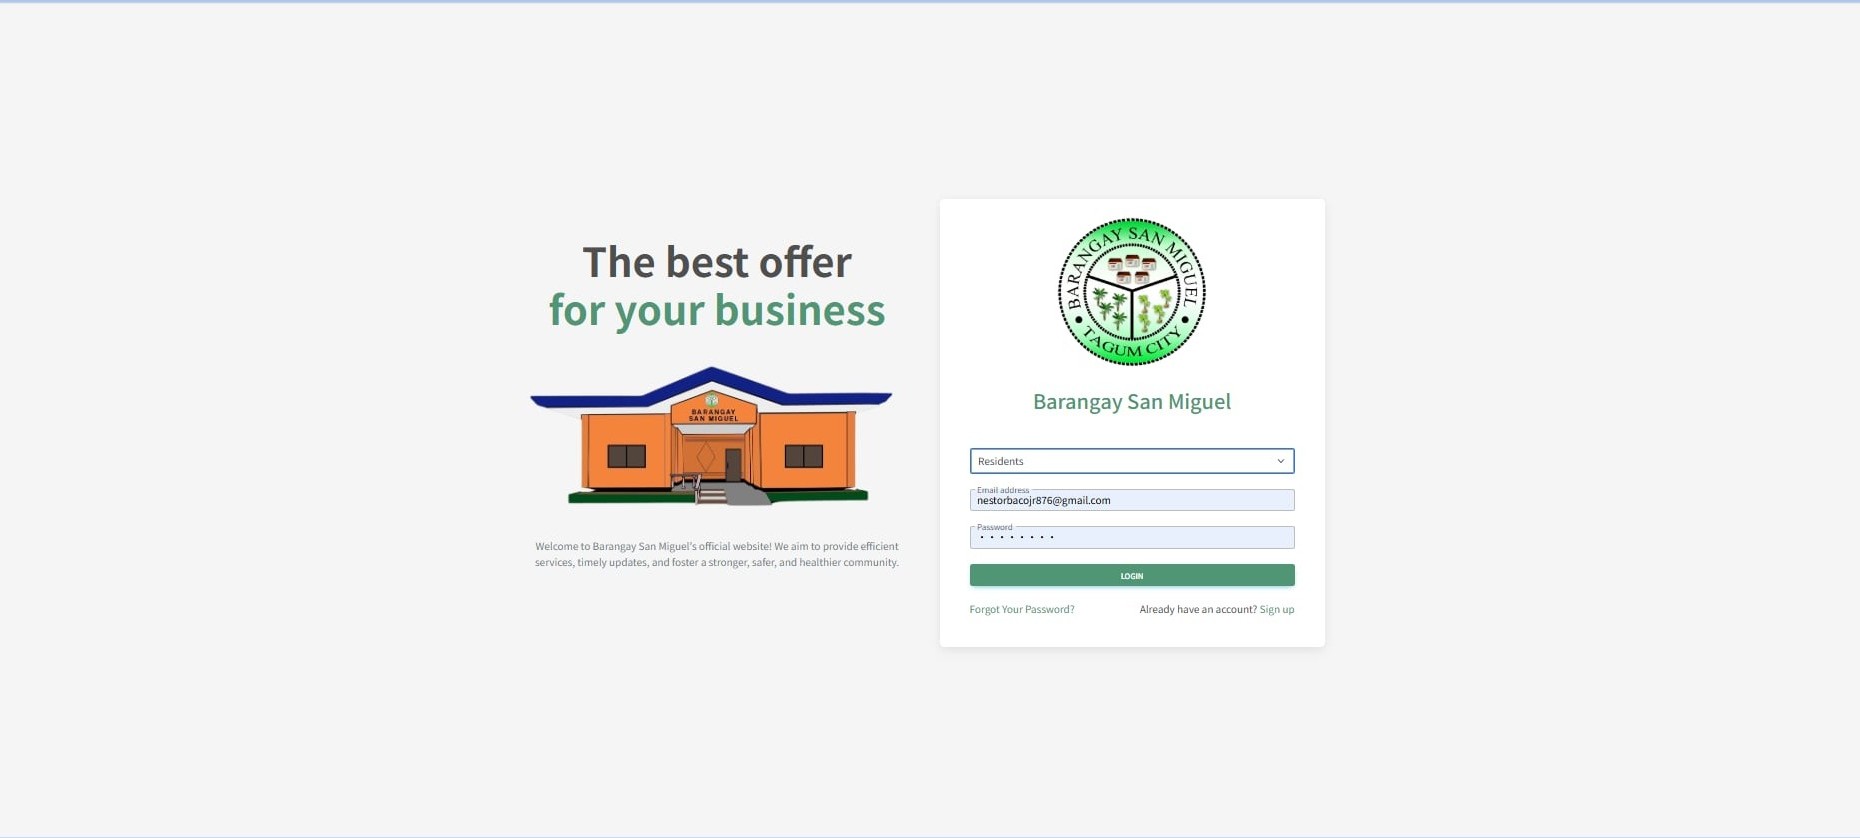 The best offer
for your business
BARANGAY
SAN MIGUEL
Welcome to Barangay San Miguel's official website! We aim to provide efficient
services, timely updates, and foster a stronger, safer, and healthier community.
BARANGAY SAN MIGUEL
TAGUM CITY
Barangay San Miguel
Residents
Email address
nestorbacojr876@gmail.com
Password
LOGIN
Forgot Your Password?
Already have an account? Sign up